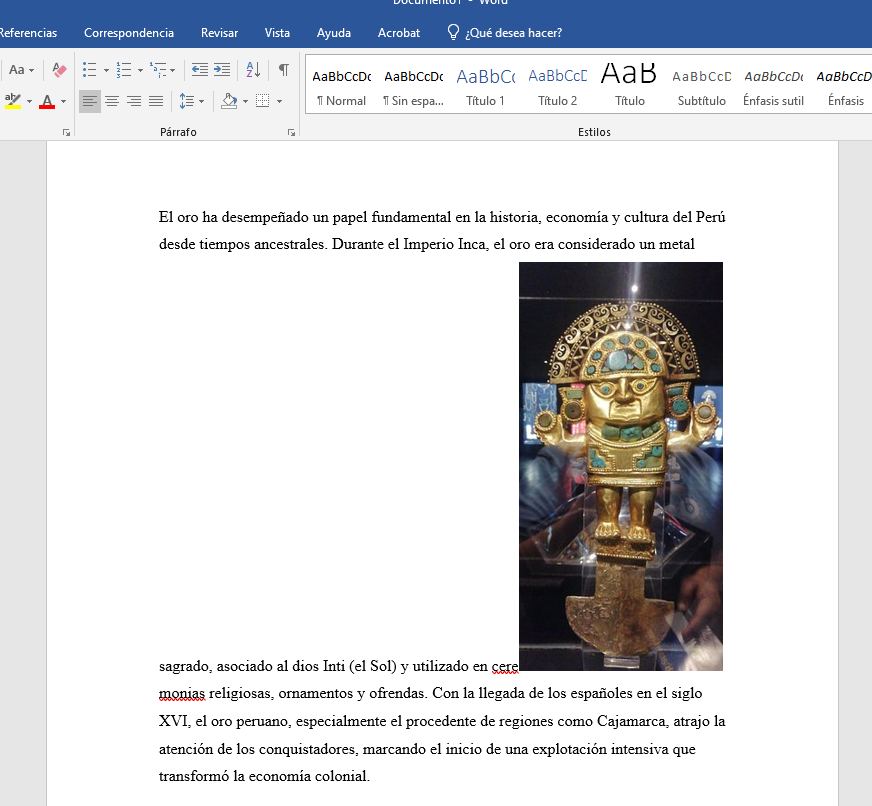 Documento1 - Word
Referencias Correspondencia Revisar Vista Ayuda Acrobat ¿Qué desea hacer?
Aa A Z
aby A
AaBbCcDc AaBbCcDc AaBbC AaBbCcD AaB AaBbCcD AaBbCcDc AaBbCcD
¶ Normal ¶ Sin espa... Título 1 Título 2 Título Subtítulo Énfasis sutil Énfasis
Párrafo Estilos
El oro ha desempeñado un papel fundamental en la historia, economía y cultura del Perú
desde tiempos ancestrales. Durante el Imperio Inca, el oro era considerado un metal
sagrado, asociado al dios Inti (el Sol) y utilizado en cere
monias religiosas, ornamentos y ofrendas. Con la llegada de los españoles en el siglo
XVI, el oro peruano, especialmente el procedente de regiones como Cajamarca, atrajo la
atención de los conquistadores, marcando el inicio de una explotación intensiva que
transformó la economía colonial.